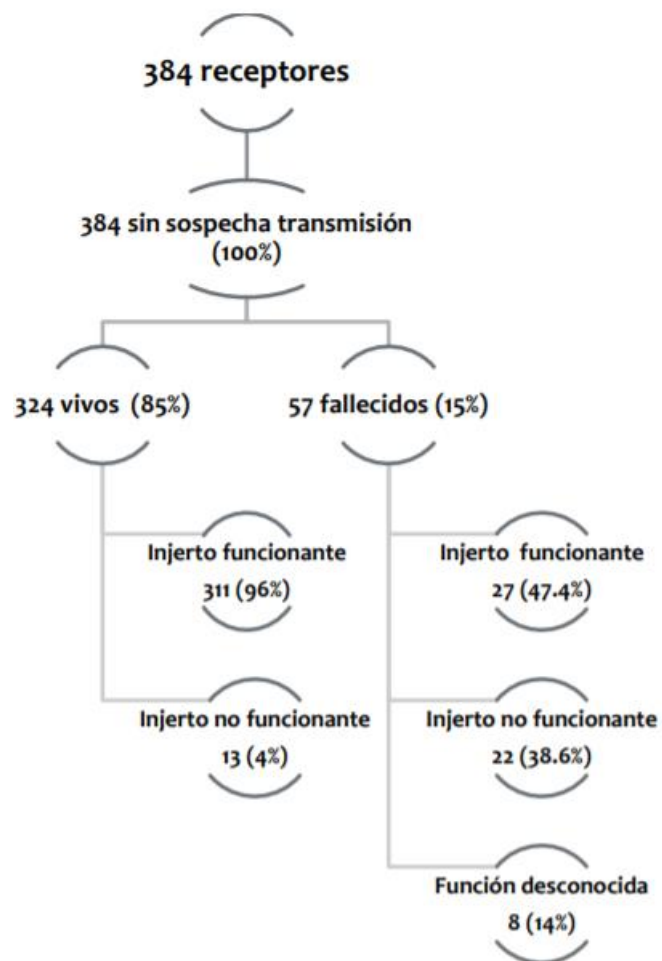 384 receptores
384 sin sospecha transmisión
(100%)
324 vivos (85%)
57 fallecidos (15%)
Injerto funcionante
311 (96%)
Injerto funcionante
27 (47.4%)
Injerto no funcionante
13 (4%)
Injerto no funcionante
22 (38.6%)
Función desconocida
8 (14%)